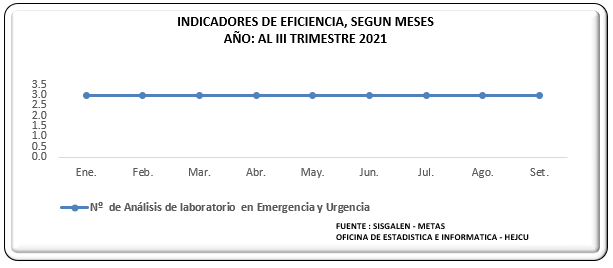 INDICADORES DE EFICIENCIA, SEGUN MESES
AÑO: AL III TRIMESTRE 2021
3.5
3.0
2.5
2.0
1.5
1.0
0.5
0.0
Ene. Feb. Mar. Abr. May. Jun. Jul. Ago. Set.
Nº de Análisis de laboratorio en Emergencia y Urgencia
FUENTE : SISGALEN - METAS
OFICINA DE ESTADISTICA E INFORMATICA - HEJCU